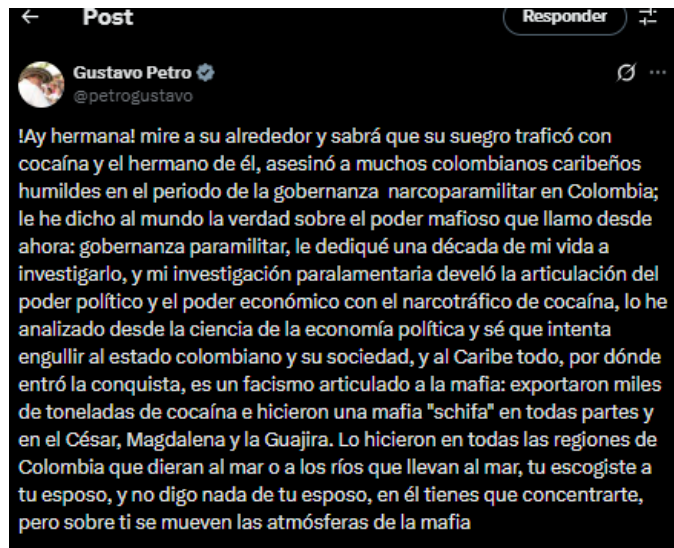 Post
Responder
Gustavo Petro
@petrogustavo
!Ay hermana! mire a su alrededor y sabrá que su suegro traficó con
cocaína y el hermano de él, asesinó a muchos colombianos caribeños
humildes en el periodo de la gobernanza  narcoparamilitar en Colombia;
le he dicho al mundo la verdad sobre el poder mafioso que llamo desde
ahora: gobernanza paramilitar, le dediqué una década de mi vida a
investigarlo, y mi investigación paralamentaria develó la articulación del
poder político y el poder económico con el narcotráfico de cocaína, lo he
analizado desde la ciencia de la economía política y sé que intenta
engullir al estado colombiano y su sociedad, y al Caribe todo, por dónde
entró la conquista, es un facismo articulado a la mafia: exportaron miles
de toneladas de cocaína e hicieron una mafia "schifa" en todas partes y
en el César, Magdalena y la Guajira. Lo hicieron en todas las regiones de
Colombia que dieran al mar o a los ríos que llevan al mar, tu escogiste a
tu esposo, y no digo nada de tu esposo, en él tienes que concentrarte,
pero sobre ti se mueven las atmósferas de la mafia